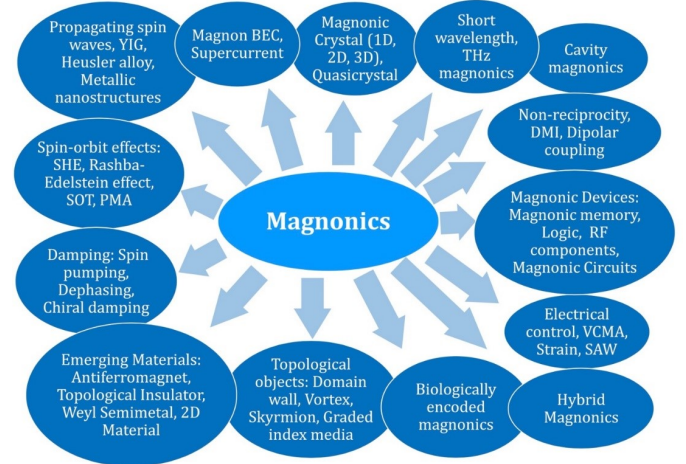 Propagating spin
waves, YIG,
Heusler alloy,
Metallic
nanostructures
Magnon BEC,
Supercurrent
Magnonic
Crystal (1D,
2D, 3D),
Quasicrystal
Short
wavelength,
THz
magnonics
Cavity
magnonics
Non-reciprocity,
DMI, Dipolar
coupling
Spin-orbit effects:
SHE, Rashba-
Edelstein effect,
SOT, PMA
Magnonics
Magnonic Devices:
Magnonic memory,
Logic, RF
components,
Magnonic Circuits
Damping: Spin
pumping,
Dephasing,
Chiral damping
Electrical
control, VCMA,
Strain, SAW
Emerging Materials:
Antiferromagnet,
Topological Insulator,
Weyl Semimetal, 2D
Material
Topological
objects: Domain
wall, Vortex,
Skyrmion, Graded
index media
Biologically
encoded
magnonics
Hybrid
Magnonics